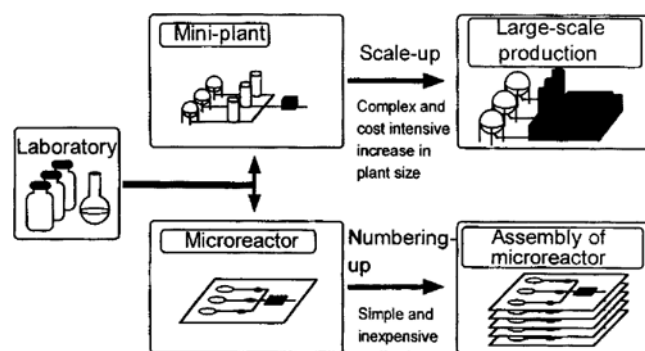 Mini-plant
Large-scale
production
Scale-up
Complex and
cost intensive
increase in
plant size
Laboratory
Microreactor
Numbering-
up
Simple and
inexpensive
Assembly of
microreactor